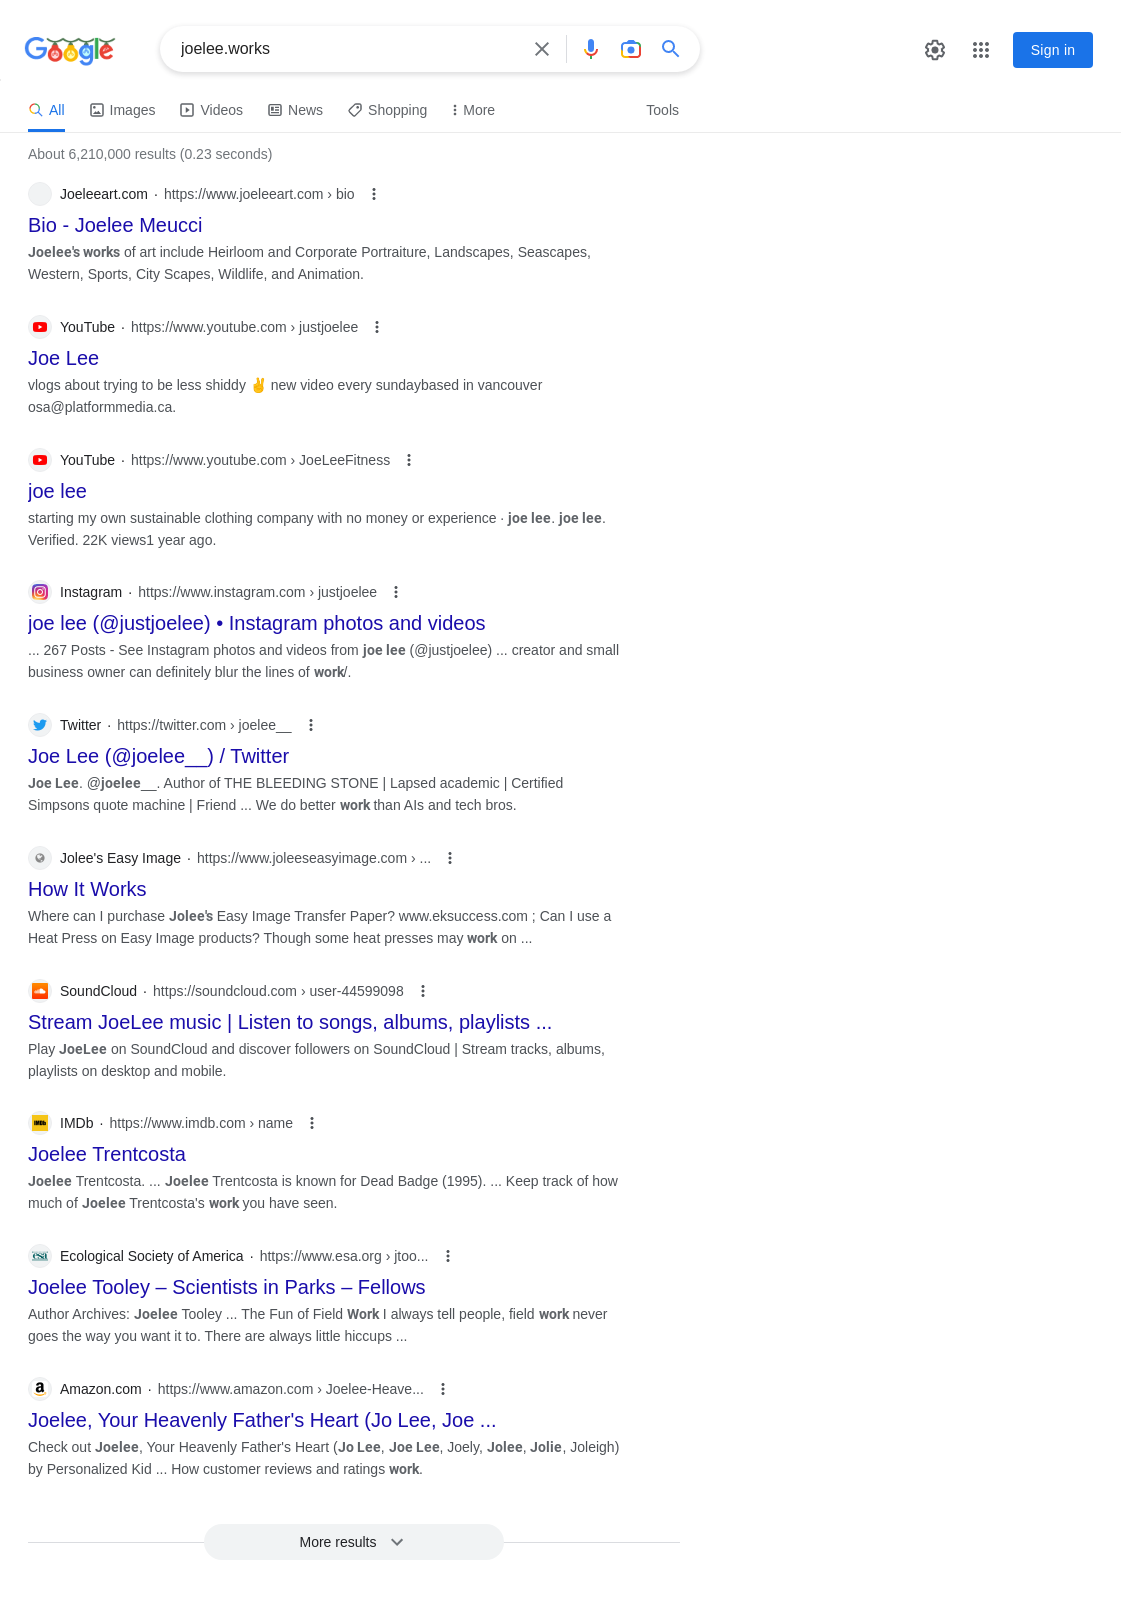 Google
joelee.works
Sign in
All Images Videos News Shopping More Tools
About 6,210,000 results (0.23 seconds)
Joeleeart.com · https://www.joeleeart.com › bio
Bio - Joelee Meucci
Joelee's works of art include Heirloom and Corporate Portraiture, Landscapes, Seascapes,
Western, Sports, City Scapes, Wildlife, and Animation.
YouTube · https://www.youtube.com › justjoelee
Joe Lee
vlogs about trying to be less shiddy ✌️ new video every sundaybased in vancouver
osa@platformmedia.ca.
YouTube · https://www.youtube.com › JoeLeeFitness
joe lee
starting my own sustainable clothing company with no money or experience · joe lee. joe lee.
Verified. 22K views1 year ago.
Instagram · https://www.instagram.com › justjoelee
joe lee (@justjoelee) • Instagram photos and videos
... 267 Posts - See Instagram photos and videos from joe lee (@justjoelee) ... creator and small
business owner can definitely blur the lines of work/.
Twitter · https://twitter.com › joelee__
Joe Lee (@joelee__) / Twitter
Joe Lee. @joelee__. Author of THE BLEEDING STONE | Lapsed academic | Certified
Simpsons quote machine | Friend ... We do better work than AIs and tech bros.
Jolee's Easy Image · https://www.joleeseasyimage.com › ...
How It Works
Where can I purchase Jolee's Easy Image Transfer Paper? www.eksuccess.com ; Can I use a
Heat Press on Easy Image products? Though some heat presses may work on ...
SoundCloud · https://soundcloud.com › user-44599098
Stream JoeLee music | Listen to songs, albums, playlists ...
Play JoeLee on SoundCloud and discover followers on SoundCloud | Stream tracks, albums,
playlists on desktop and mobile.
IMDb IMDb · https://www.imdb.com › name
Joelee Trentcosta
Joelee Trentcosta. ... Joelee Trentcosta is known for Dead Badge (1995). ... Keep track of how
much of Joelee Trentcosta's work you have seen.
esa Ecological Society of America · https://www.esa.org › jtoo...
Joelee Tooley – Scientists in Parks – Fellows
Author Archives: Joelee Tooley ... The Fun of Field Work I always tell people, field work never
goes the way you want it to. There are always little hiccups ...
a Amazon.com · https://www.amazon.com › Joelee-Heave...
Joelee, Your Heavenly Father's Heart (Jo Lee, Joe ...
Check out Joelee, Your Heavenly Father's Heart (Jo Lee, Joe Lee, Joely, Jolee, Jolie, Joleigh)
by Personalized Kid ... How customer reviews and ratings work.
More results